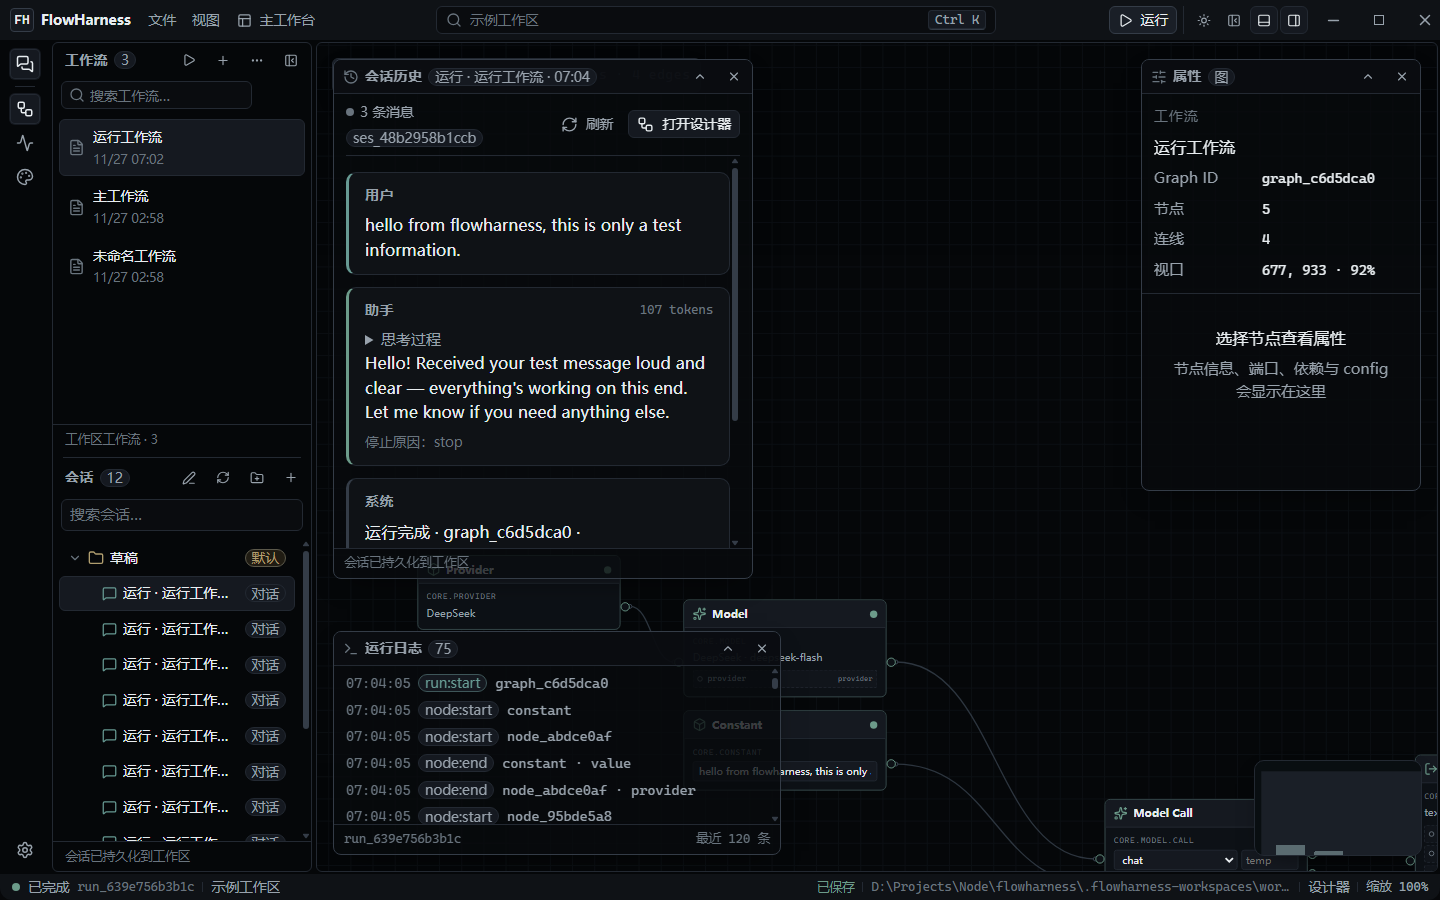 FH FlowHarness 文件 视图 主工作台 示例工作区 Ctrl K 运行
工作流 3
搜索工作流...
运行工作流
11/27 07:02
主工作流
11/27 02:58
未命名工作流
11/27 02:58
工作区工作流 · 3
会话 12
搜索会话...
草稿 默认
运行 · 运行工作... 对话
运行 · 运行工作... 对话
运行 · 运行工作... 对话
运行 · 运行工作... 对话
运行 · 运行工作... 对话
运行 · 运行工作... 对话
运行 · 运行工作... 对话
会话已持久化到工作区
会话历史 运行 · 运行工作流 · 07:04
3 条消息
ses_48b2958b1ccb
刷新 打开设计器
用户
hello from flowharness, this is only a test
information.
助手 107 tokens
思考过程
Hello! Received your test message loud and
clear — everything's working on this end.
Let me know if you need anything else.
停止原因：stop
系统
运行完成 · graph_c6d5dca0 ·
会话已持久化到工作区
Provider
CORE.PROVIDER
DeepSeek
Model
eek-flash
provider provider
Constant
CORE.CONSTANT
hello from flowharness, this is only
运行日志 75
07:04:05 run:start graph_c6d5dca0
07:04:05 node:start constant
07:04:05 node:start node_abdce0af
07:04:05 node:end constant · value
07:04:05 node:end node_abdce0af · provider
07:04:05 node:start node_95bde5a8
run_639e756b3b1c 最近 120 条
Model Call
CORE.MODEL.CALL
chat temp
属性 图
工作流
运行工作流
Graph ID graph_c6d5dca0
节点 5
连线 4
视口 677, 933 · 92%
选择节点查看属性
节点信息、端口、依赖与 config
会显示在这里
已完成 run_639e756b3b1c 示例工作区 已保存 D:\Projects\Node\flowharness\.flowharness-workspaces\wor... 设计器 缩放 100%